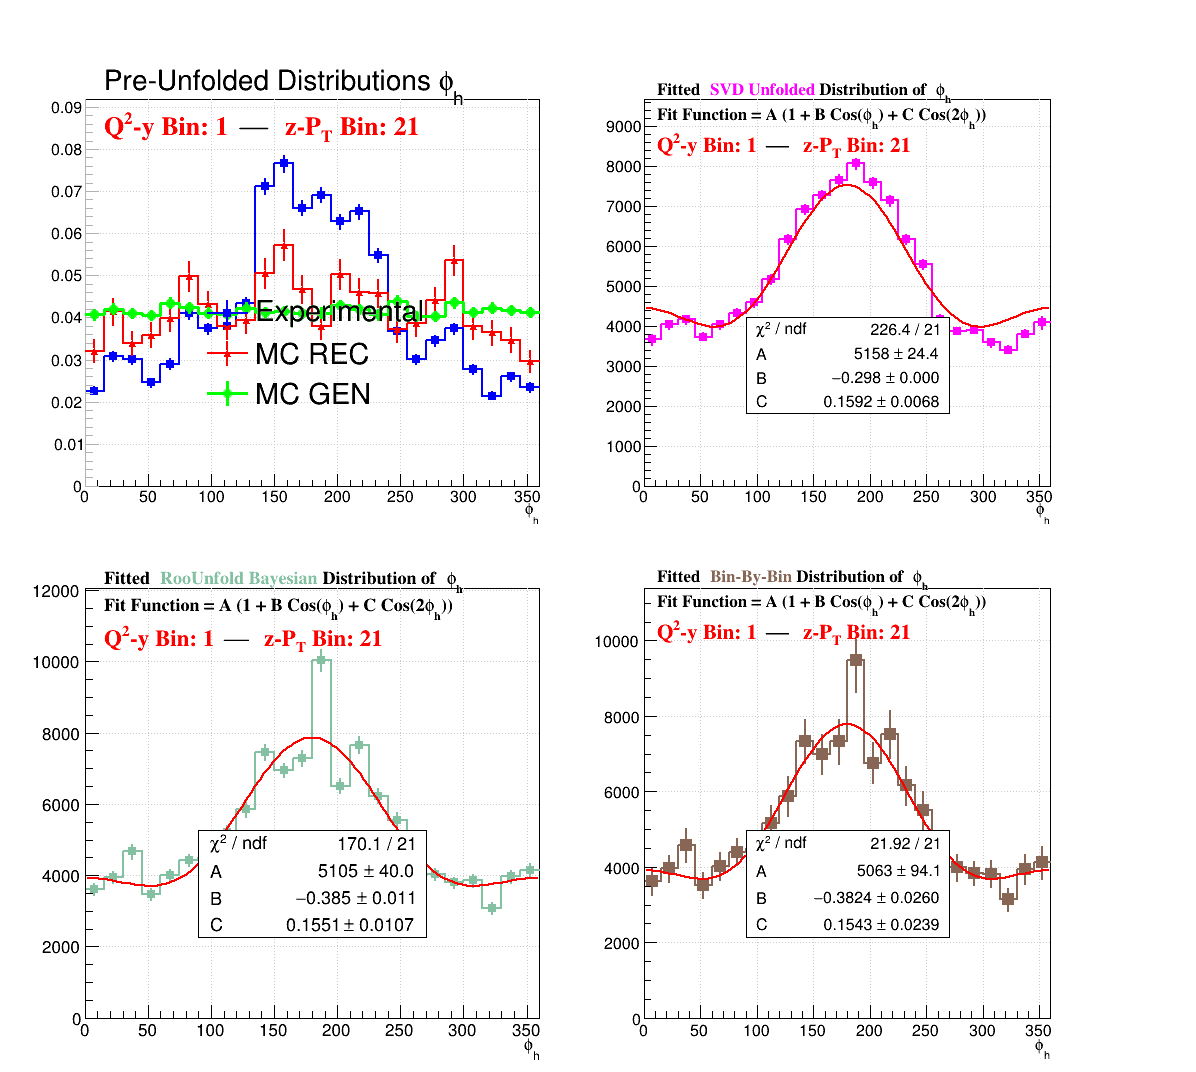 Pre-Unfolded Distributions ϕh
Q²-y Bin: 1 — z-PT Bin: 21
0.09
0.08
0.07
0.06
0.05
0.04
0.03
0.02
0.01
0
Experimental
MC REC
MC GEN
0 50 100 150 200 250 300 350
ϕh
Fitted SVD Unfolded Distribution of ϕh
Fit Function = A (1 + B Cos(ϕh) + C Cos(2ϕh))
Q²-y Bin: 1 — z-PT Bin: 21
9000
8000
7000
6000
5000
4000
3000
2000
1000
0
χ² / ndf 226.4 / 21
A 5158 ± 24.4
B −0.298 ± 0.000
C 0.1592 ± 0.0068
0 50 100 150 200 250 300 350
ϕh
Fitted RooUnfold Bayesian Distribution of ϕh
Fit Function = A (1 + B Cos(ϕh) + C Cos(2ϕh))
Q²-y Bin: 1 — z-PT Bin: 21
12000
10000
8000
6000
4000
2000
0
χ² / ndf 170.1 / 21
A 5105 ± 40.0
B −0.385 ± 0.011
C 0.1551 ± 0.0107
0 50 100 150 200 250 300 350
ϕh
Fitted Bin-By-Bin Distribution of ϕh
Fit Function = A (1 + B Cos(ϕh) + C Cos(2ϕh))
Q²-y Bin: 1 — z-PT Bin: 21
10000
8000
6000
4000
2000
0
χ² / ndf 21.92 / 21
A 5063 ± 94.1
B −0.3824 ± 0.0260
C 0.1543 ± 0.0239
0 50 100 150 200 250 300 350
ϕh